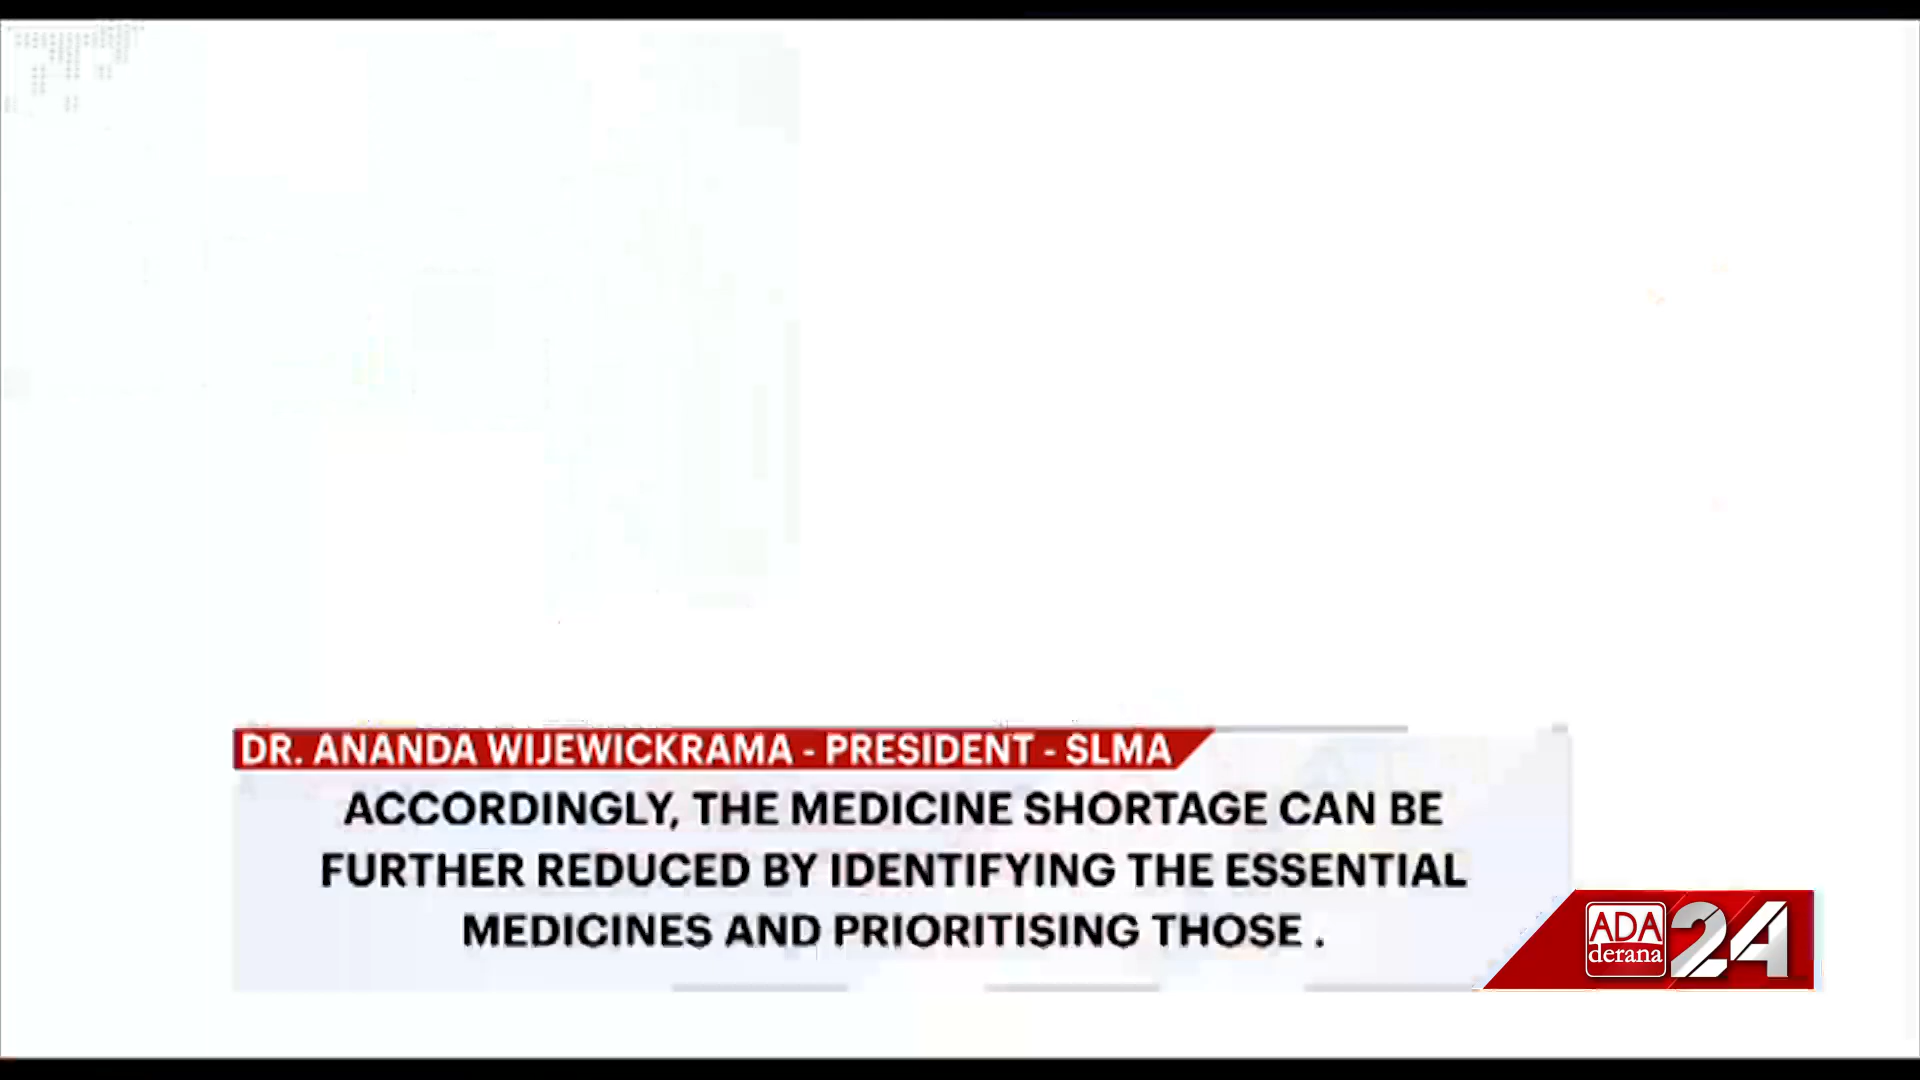 DR. ANANDA WIJEWICKRAMA - PRESIDENT - SLMA
ACCORDINGLY, THE MEDICINE SHORTAGE CAN BE
FURTHER REDUCED BY IDENTIFYING THE ESSENTIAL
MEDICINES AND PRIORITISING THOSE .
ADA
derana
24